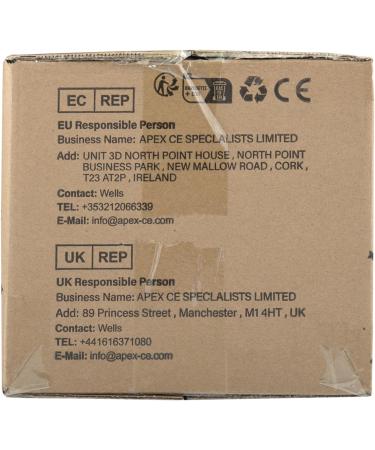 EC REP
EU Responsible Person
Business Name: APEX CE SPECLALISTS LIMITED
Add: UNIT 3D NORTH POINT HOUSE , NORTH POINT
BUSINESS PARK , NEW MALLOW ROAD , CORK ,
T23 AT2P , IRELAND
Contact: Wells
TEL: +353212066339
E-Mail: info@apex-ce.com
UK REP
UK Responsible Person
Business Name: APEX CE SPECLALISTS LIMITED
Add: 89 Princess Street , Manchester , M1 4HT , UK
Contact: Wells
TEL: +441616371080
E-Mail: info@apex-ce.com